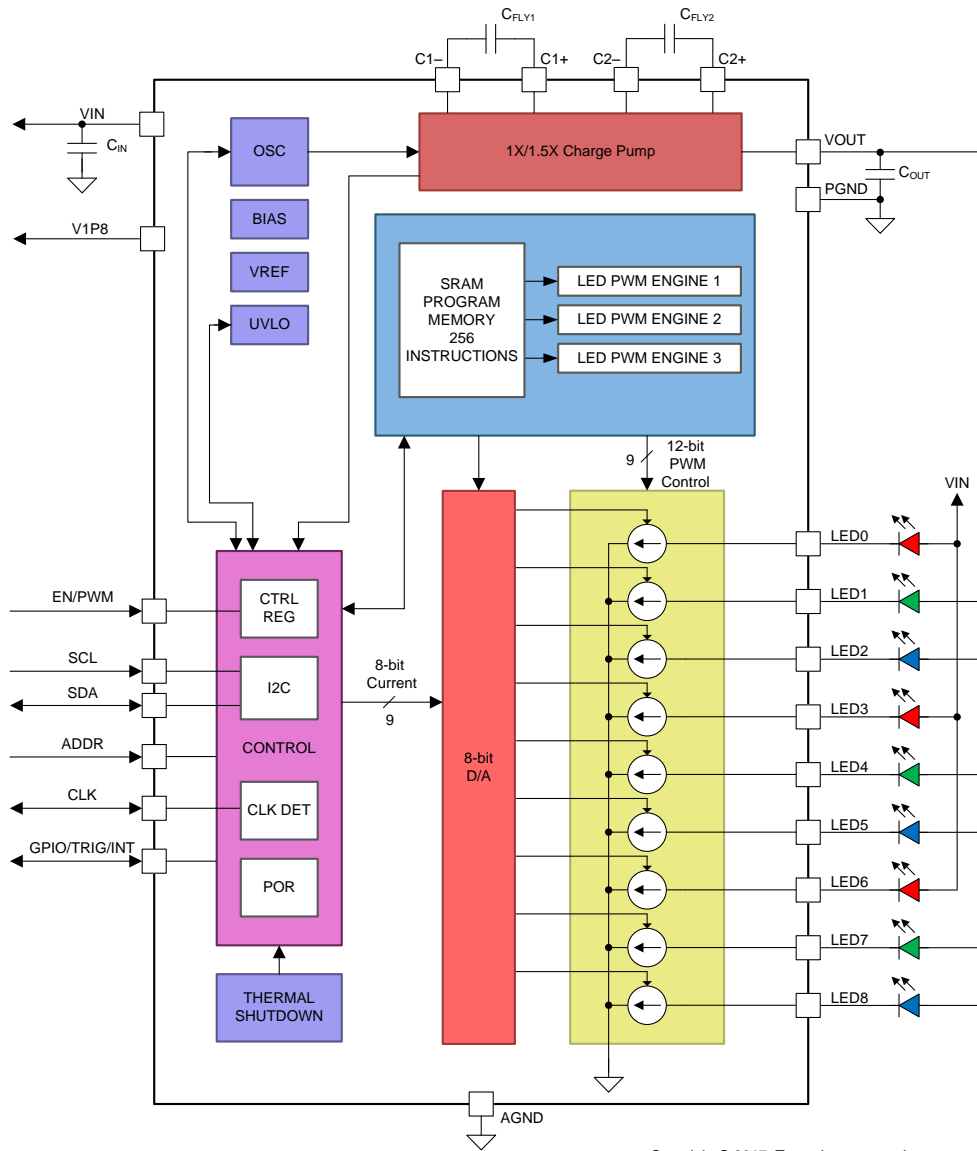 CFLY1
CFLY2
C1–
C1+
C2–
C2+
VIN
CIN
OSC
1X/1.5X Charge Pump
VOUT
COUT
PGND
V1P8
BIAS
VREF
UVLO
SRAM
PROGRAM
MEMORY
256
INSTRUCTIONS
LED PWM ENGINE 1
LED PWM ENGINE 2
LED PWM ENGINE 3
9
12-bit
PWM
Control
VIN
EN/PWM
SCL
SDA
ADDR
CLK
GPIO/TRIG/INT
CTRL
REG
I2C
CONTROL
CLK DET
POR
8-bit
Current
9
8-bit
D/A
LED0
LED1
LED2
LED3
LED4
LED5
LED6
LED7
LED8
THERMAL
SHUTDOWN
AGND